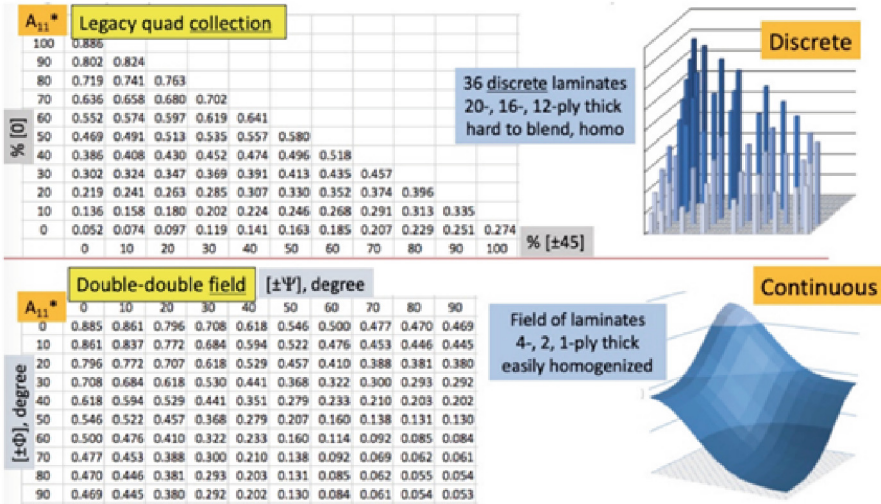 A11* Legacy quad collection
Discrete
100 0.886
90 0.802 0.824
80 0.719 0.741 0.763
70 0.636 0.658 0.680 0.702
60 0.552 0.574 0.597 0.619 0.641
50 0.469 0.491 0.513 0.535 0.557 0.580
40 0.386 0.408 0.430 0.452 0.474 0.496 0.518
30 0.302 0.324 0.347 0.369 0.391 0.413 0.435 0.457
20 0.219 0.241 0.263 0.285 0.307 0.330 0.352 0.374 0.396
10 0.136 0.158 0.180 0.202 0.224 0.246 0.268 0.291 0.313 0.335
0 0.052 0.074 0.097 0.119 0.141 0.163 0.185 0.207 0.229 0.251 0.274
0 10 20 30 40 50 60 70 80 90 100
% [0]
% [±45]
36 discrete laminates
20-, 16-, 12-ply thick
hard to blend, homo
Double-double field [±Ψ], degree
Continuous
A11* 0 10 20 30 40 50 60 70 80 90
0 0.885 0.861 0.796 0.708 0.618 0.546 0.500 0.477 0.470 0.469
10 0.861 0.837 0.772 0.684 0.594 0.522 0.476 0.453 0.446 0.445
20 0.796 0.772 0.707 0.618 0.529 0.457 0.410 0.388 0.381 0.380
30 0.708 0.684 0.618 0.530 0.441 0.368 0.322 0.300 0.293 0.292
40 0.618 0.594 0.529 0.441 0.351 0.279 0.233 0.210 0.203 0.202
50 0.546 0.522 0.457 0.368 0.279 0.207 0.160 0.138 0.131 0.130
60 0.500 0.476 0.410 0.322 0.233 0.160 0.114 0.092 0.085 0.084
70 0.477 0.453 0.388 0.300 0.210 0.138 0.092 0.069 0.062 0.061
80 0.470 0.446 0.381 0.293 0.203 0.131 0.085 0.062 0.055 0.054
90 0.469 0.445 0.380 0.292 0.202 0.130 0.084 0.061 0.054 0.053
[±Φ], degree
Field of laminates
4-, 2, 1-ply thick
easily homogenized